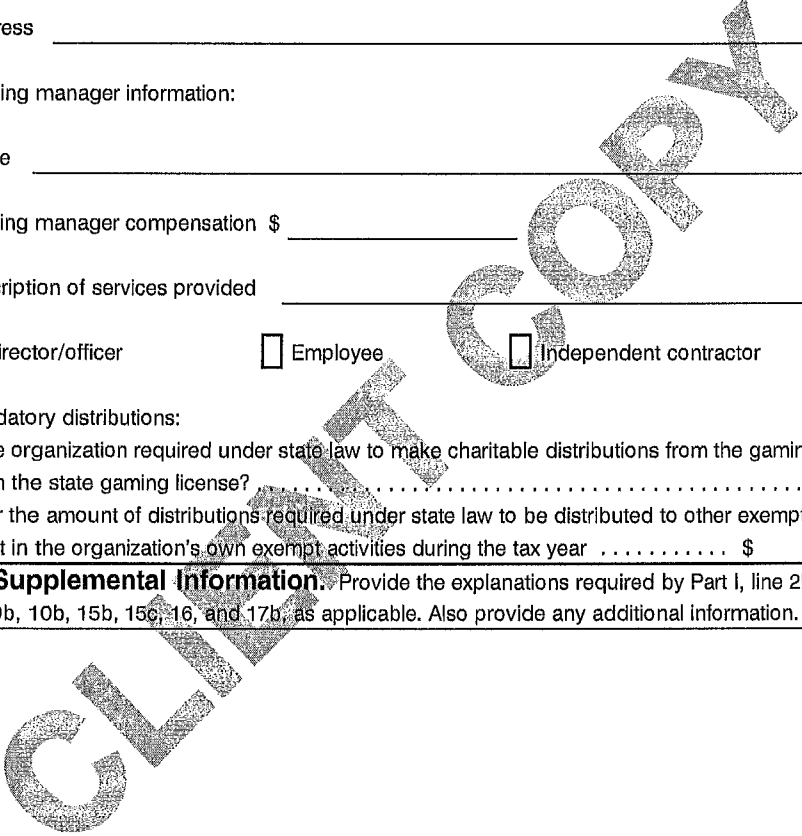 ress
ing manager information:
e
ing manager compensation $
ription of services provided
irector/officer Employee Independent contractor
datory distributions:
e organization required under state law to make charitable distributions from the gamin
n the state gaming license? ................................................
r the amount of distributions required under state law to be distributed to other exempt
t in the organization's own exempt activities during the tax year ........... $
Supplemental Information. Provide the explanations required by Part I, line 2
9b, 10b, 15b, 15c, 16, and 17b, as applicable. Also provide any additional information.
CLIENT COPY